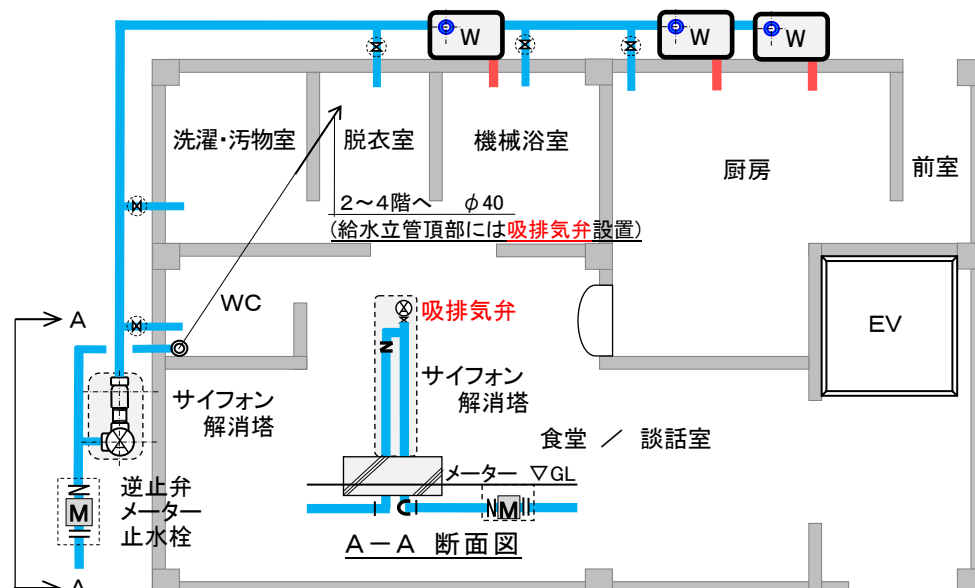 W
W
W
洗濯・汚物室
脱衣室
機械浴室
厨房
前室
2～4階へ φ40
(給水立管頂部には吸排気弁設置)
WC
A
吸排気弁
EV
サイフォン
解消塔
サイフォン
解消塔
食堂 ／ 談話室
メーター ▽GL
逆止弁
M
メーター
止水栓
M
A－A 断面図
A